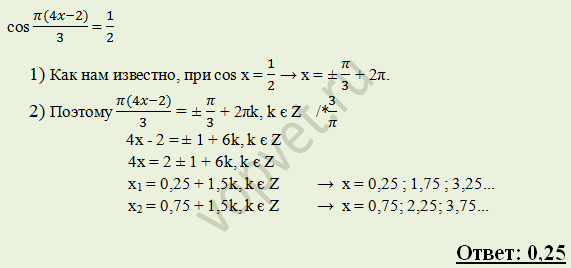 cos π(4x−2)/3 = 1/2
1) Как нам известно, при cos x = 1/2 → x = ± π/3 + 2π.
2) Поэтому π(4x−2)/3 = ± π/3 + 2πk, k є Z /* 3/π
4x - 2 = ± 1 + 6k, k є Z
4x = 2 ± 1 + 6k, k є Z
x₁ = 0,25 + 1,5k, k є Z → x = 0,25 ; 1,75 ; 3,25...
x₂ = 0,75 + 1,5k, k є Z → x = 0,75; 2,25; 3,75...
Ответ: 0,25
vopvet.ru